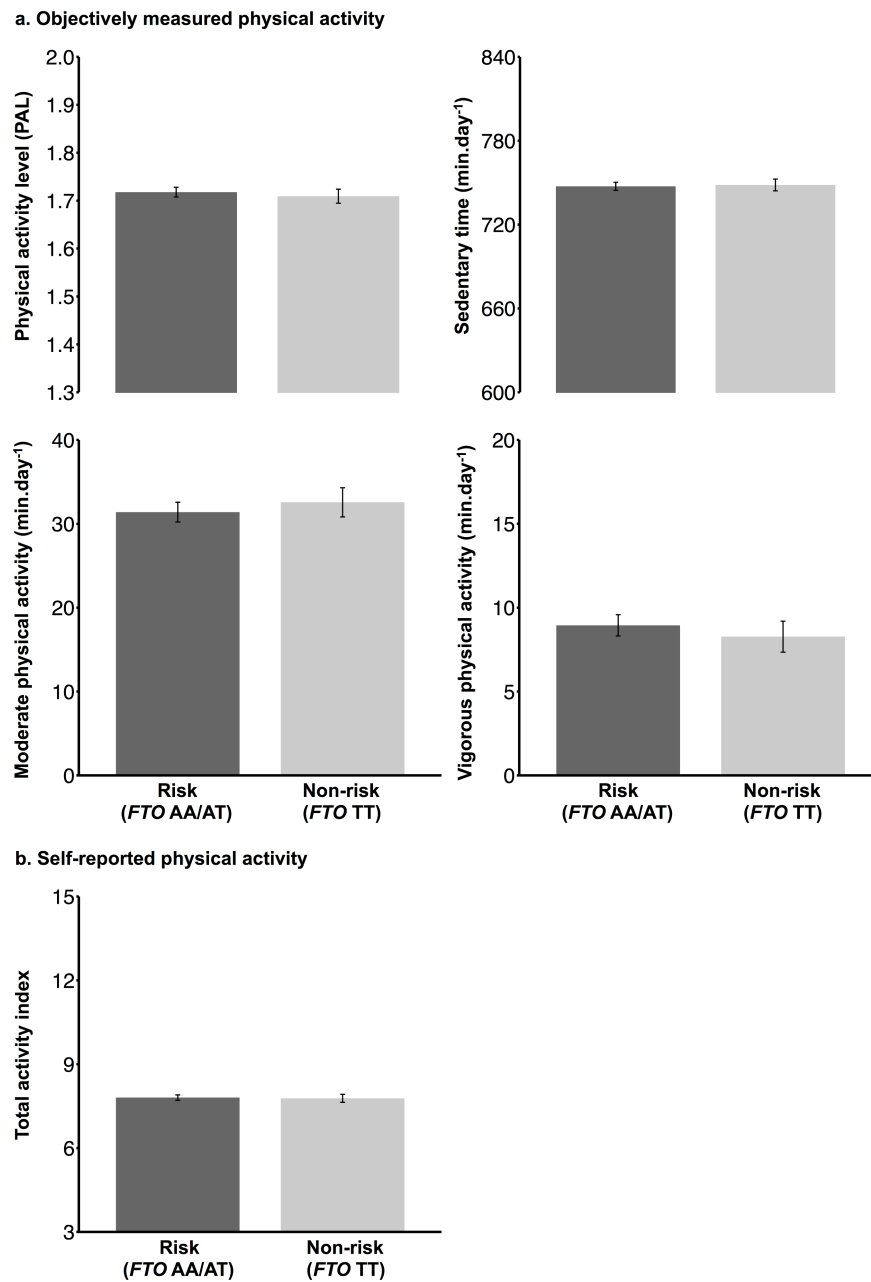 a. Objectively measured physical activity
Physical activity level (PAL)
2.0
1.9
1.8
1.7
1.6
1.5
1.4
1.3
Sedentary time (min.day⁻¹)
840
780
720
660
600
Moderate physical activity (min.day⁻¹)
40
30
20
10
0
Risk
(FTO AA/AT)
Non-risk
(FTO TT)
Vigorous physical activity (min.day⁻¹)
20
15
10
5
0
Risk
(FTO AA/AT)
Non-risk
(FTO TT)
b. Self-reported physical activity
Total activity index
15
12
9
6
3
Risk
(FTO AA/AT)
Non-risk
(FTO TT)